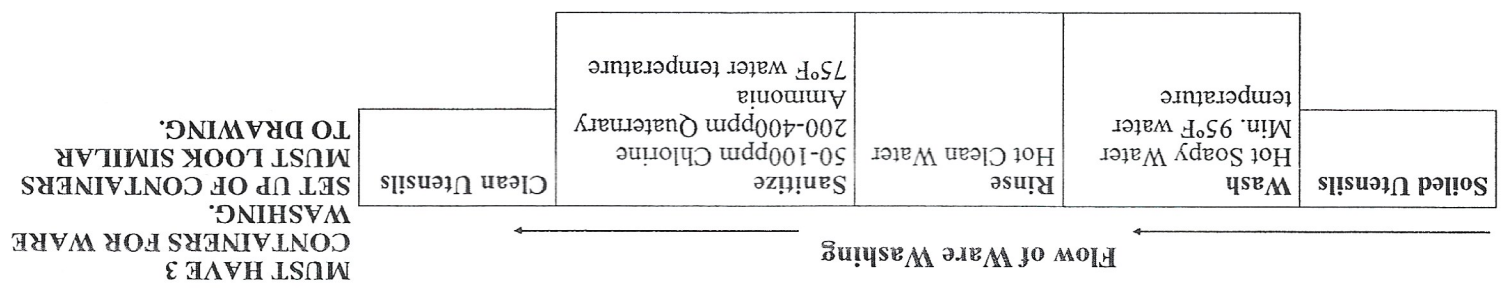 Flow of Ware Washing
Soiled Utensils
Wash
Hot Soapy Water
Min. 95°F water
temperature
Rinse
Hot Clean Water
Sanitize
50-100ppm Chlorine
200-400ppm Quaternary
Ammonia
75°F water temperature
Clean Utensils
MUST HAVE 3
CONTAINERS FOR WARE
WASHING.
SET UP OF CONTAINERS
MUST LOOK SIMILAR
TO DRAWING.